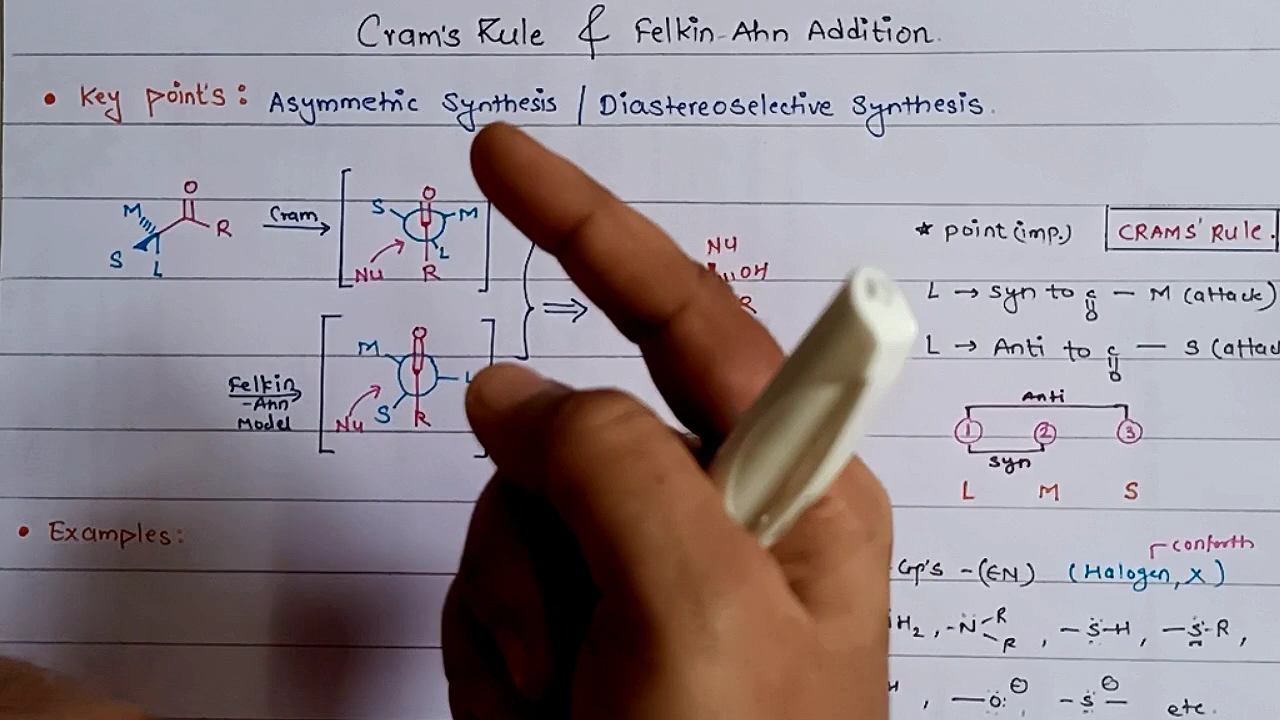 Cram's Rule & Felkin-Ahn Addition.
• Key point's: Asymmetric Synthesis / Diastereoselective Synthesis.
O
M
S
L
R
Cram
S
O
M
L
R
Nu
Felkin
-Ahn
Model
M
O
S
R
Nu
Nu
OH
R
* point (imp.) CRAMS' RULE.
L → syn to C=O — M (attack)
L → Anti to C=O — S (attac
Anti
1 2 3
syn
L M S
• Examples:
conforth
Gp's - (EN) (Halogen, X)
H2, -N-R R, -S-H, -S-R,
H, -O:⊖ -S⊖- etc.